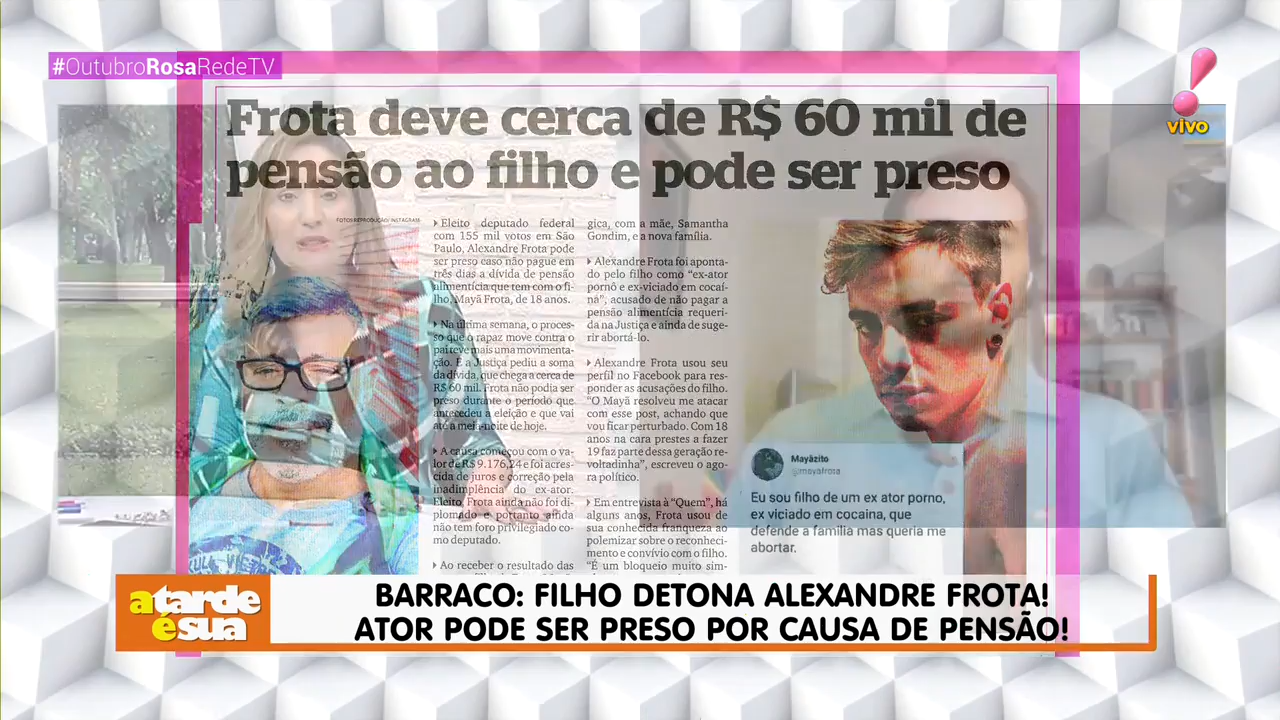 #OutubroRosaRedeTV
vivo
Frota deve cerca de R$ 60 mil de
pensão ao filho e pode ser preso
FOTOS REPRODUÇÃO/INSTAGRAM
Eleito deputado federal
com 155 mil votos em São
Paulo, Alexandre Frota pode
ser preso caso não pague em
três dias a dívida de pensão
alimentícia que tem com o fi-
lho, Mayã Frota, de 18 anos.
Na última semana, o proces-
so que o rapaz move contra o
pai teve mais uma movimenta-
ção. E a Justiça pediu a soma
da dívida, que chega a cerca de
R$ 60 mil. Frota não podia ser
preso durante o período que
antecedeu a eleição e que vai
até a meia-noite de hoje.
A causa começou com o va-
lor de R$ 9.176,24 e foi acres-
cida de juros e correção pela
inadimplência do ex-ator.
Eleito, Frota ainda não foi di-
plomado e portanto ainda
não tem foro privilegiado co-
mo deputado.
Ao receber o resultado das
gica, com a mãe, Samantha
Gondim, e a nova família.
Alexandre Frota foi aponta-
do pelo filho como "ex-ator
pornô e ex-viciado em cocaí-
na", acusado de não pagar a
pensão alimentícia requeri-
da na Justiça e ainda de suge-
rir abortá-lo.
Alexandre Frota usou seu
perfil no Facebook para res-
ponder as acusações do filho.
"O Mayã resolveu me atacar
com esse post, achando que
vou ficar perturbado. Com 18
anos na cara prestes a fazer
19 faz parte dessa geração re-
voltadinha", escreveu o ago-
ra político.
Em entrevista à "Quem", há
alguns anos, Frota usou de
sua conhecida franqueza ao
polemizar sobre o reconheci-
mento e convívio com o filho.
"É um bloqueio muito sim-
Mayãzito
@mayafrota
Eu sou filho de um ex ator porno,
ex viciado em cocaina, que
defende a família mas queria me
abortar.
a tarde
é sua
BARRACO: FILHO DETONA ALEXANDRE FROTA!
ATOR PODE SER PRESO POR CAUSA DE PENSÃO!